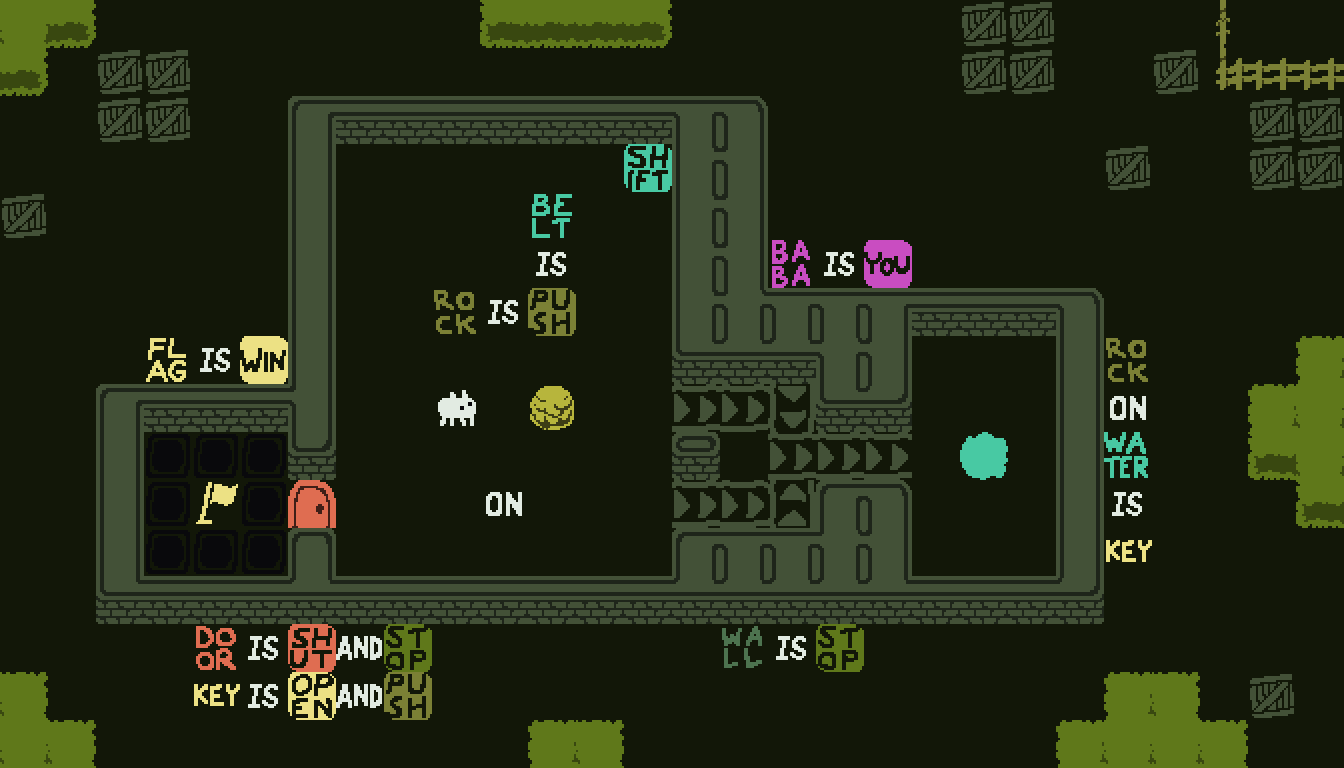 SHIFT
BELT
IS
BABA IS YOU
ROCK IS PUSH
FLAG IS WIN
ROCK
ON
WATER
IS
KEY
ON
DOOR IS SHUT AND STOP
WALL IS STOP
KEY IS OPEN AND PUSH